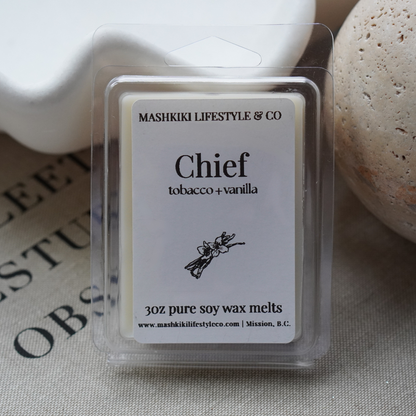 MASHKIKI LIFESTYLE & CO
Chief
tobacco + vanilla
3oz pure soy wax melts
www.mashkikilifestyleco.com | Mission, B.C.